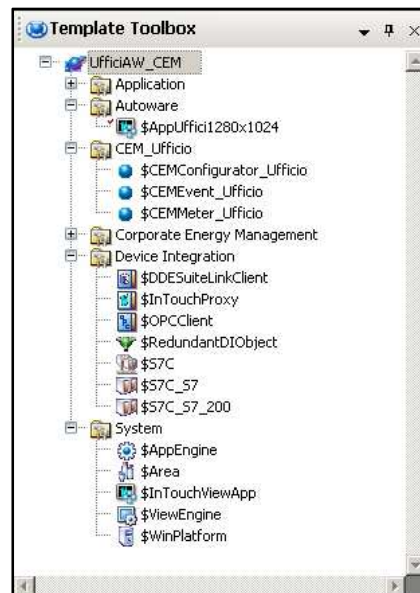 Template Toolbox
UfficiAW_CEM
Application
Autoware
$AppUffici1280x1024
CEM_Ufficio
$CEMConfigurator_Ufficio
$CEMEvent_Ufficio
$CEMMeter_Ufficio
Corporate Energy Management
Device Integration
$DDESuiteLinkClient
$InTouchProxy
$OPCClient
$RedundantDIObject
$S7C
$S7C_S7
$S7C_S7_200
System
$AppEngine
$Area
$InTouchViewApp
$ViewEngine
$WinPlatform